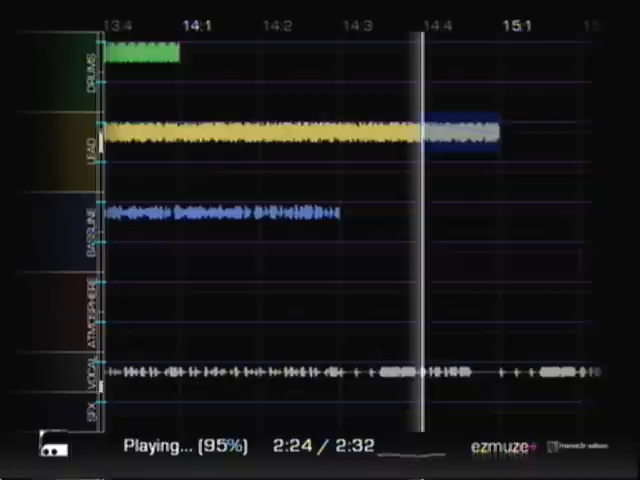 13:4 14:1 14:2 14:3 14:4 15:1
DRUMS
LEAD
BASSLINE
ATMOSPHERE
VOCAL
SFX
Playing... (95%) 2:24 / 2:32 ezmuze+